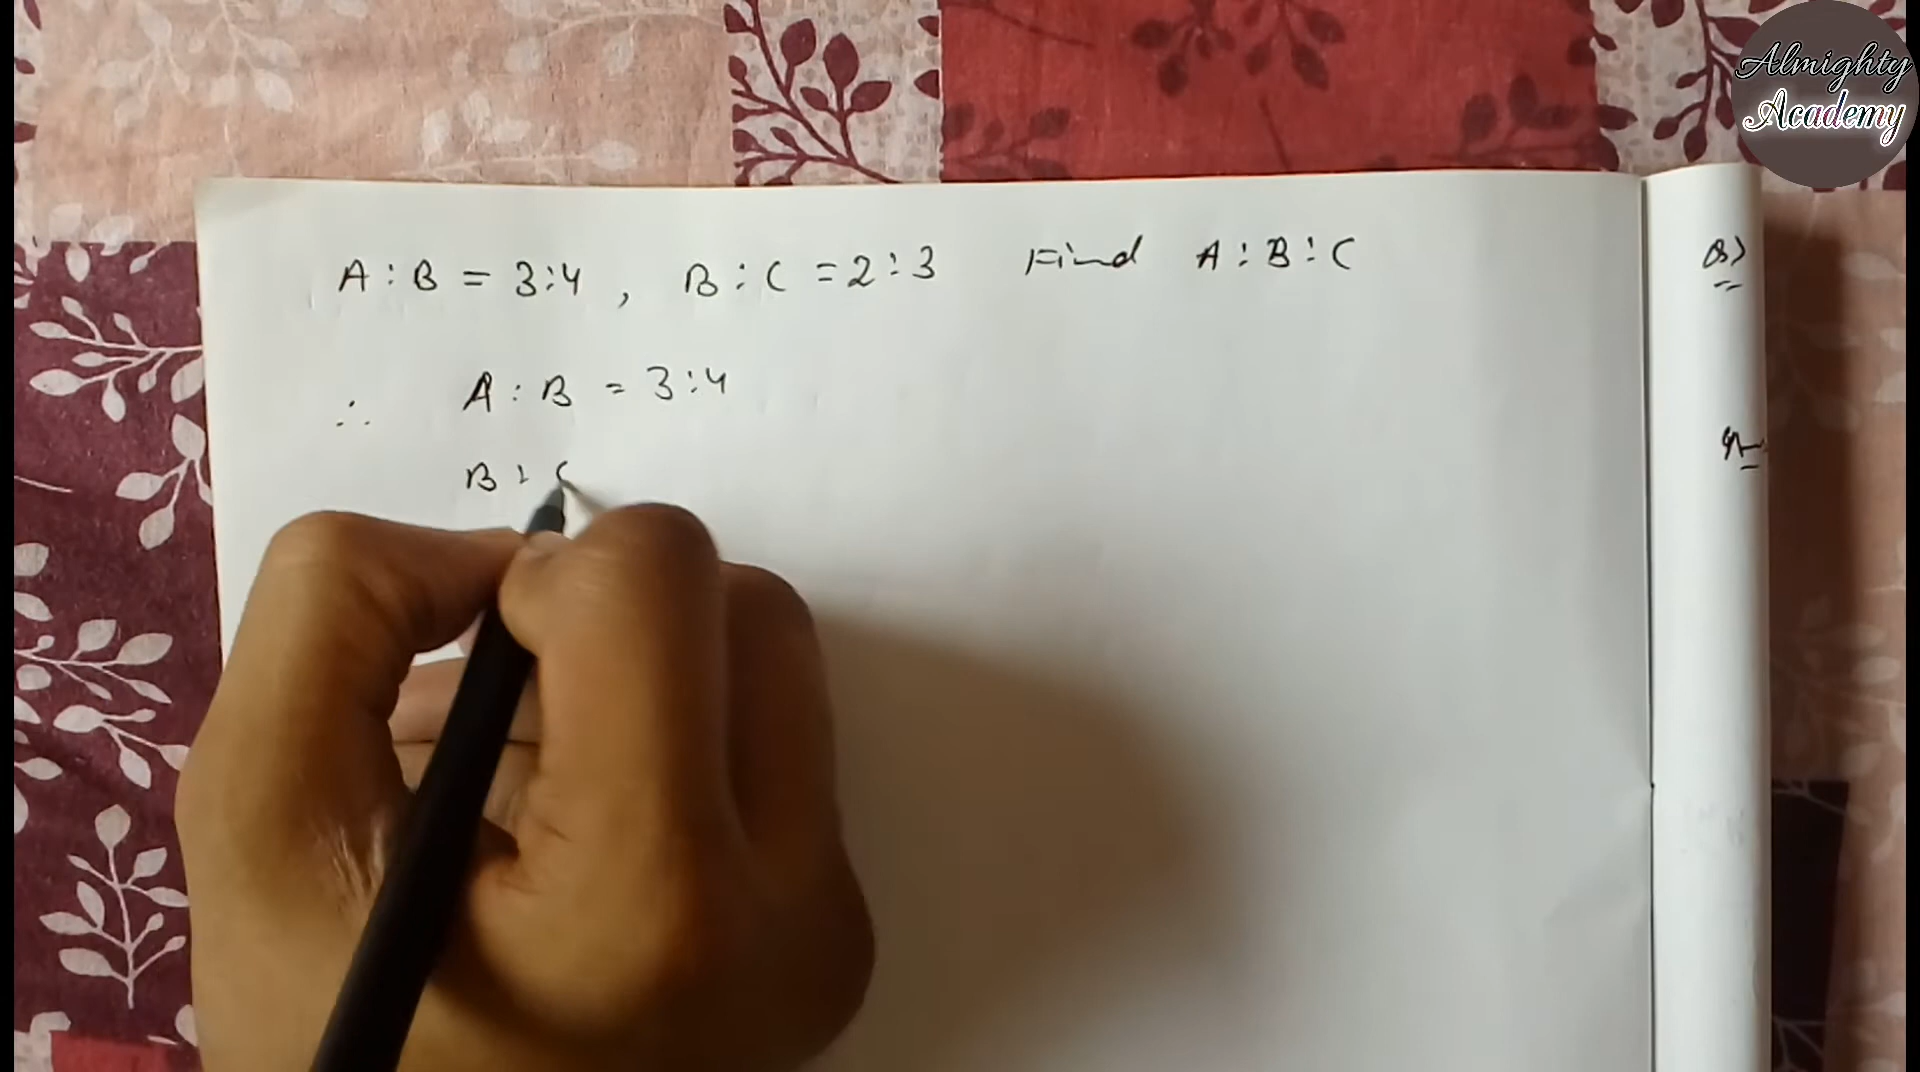 Almighty
Academy
A : B = 3:4 , B : C = 2 : 3 Find A : B : C
∴ A : B = 3:4
B : C